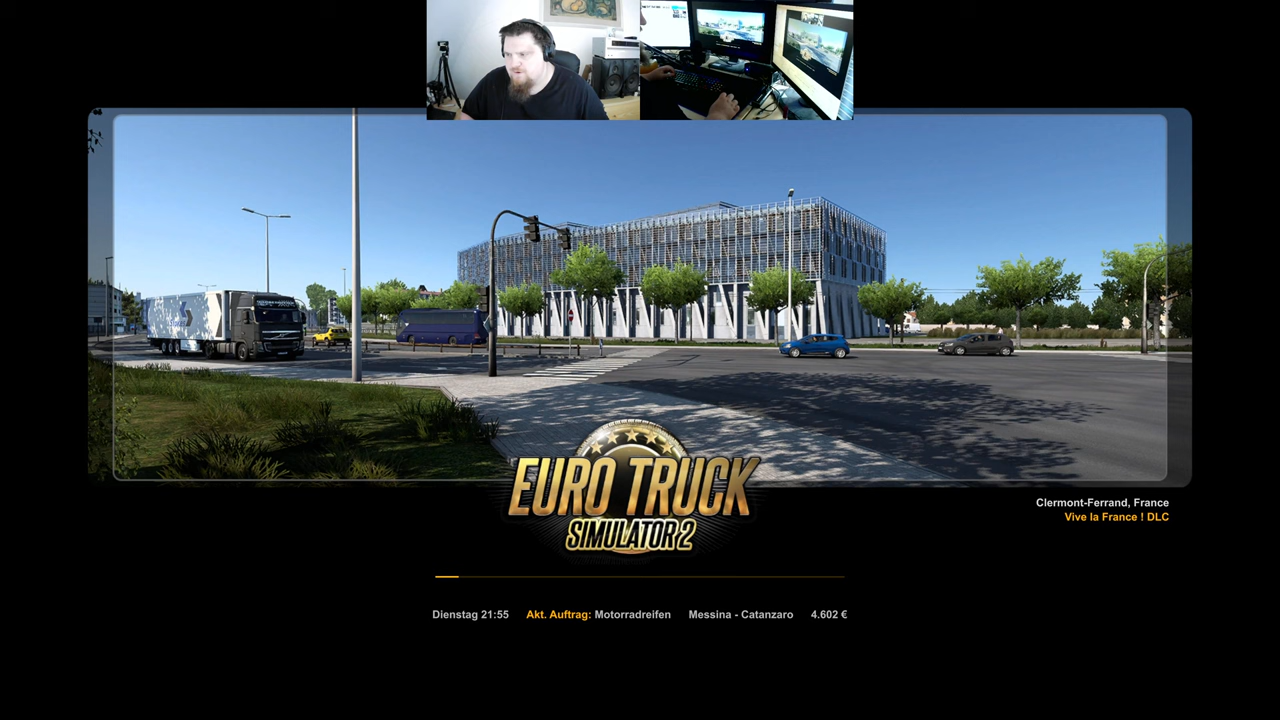 EURO TRUCK
SIMULATOR 2
Clermont-Ferrand, France
Vive la France ! DLC
Dienstag 21:55 Akt. Auftrag: Motorradreifen Messina - Catanzaro 4.602 €